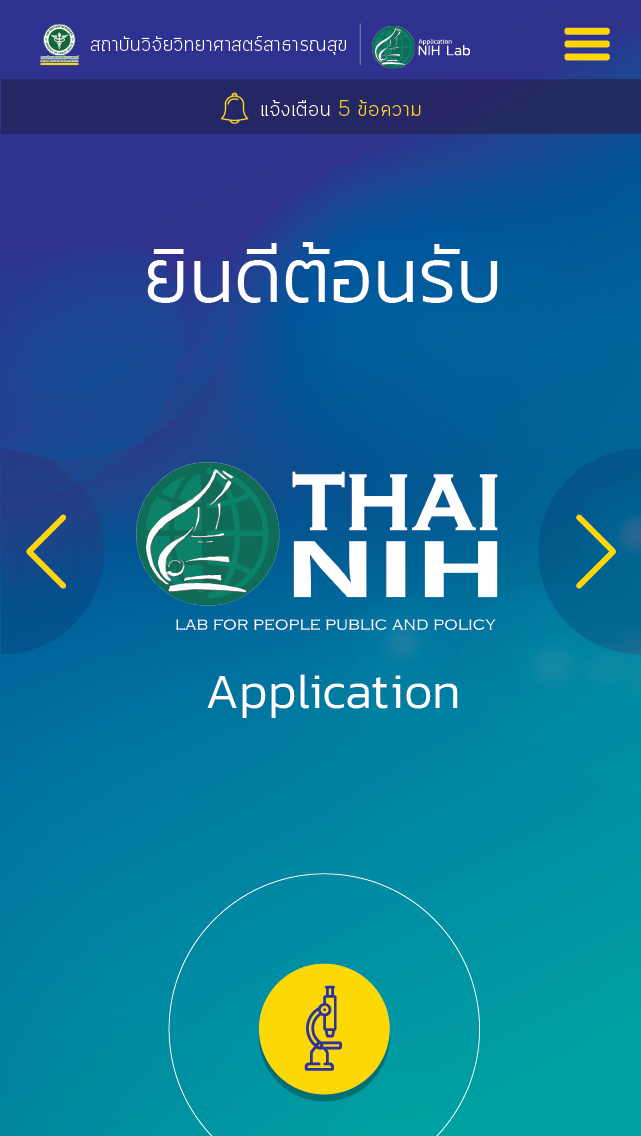 สถาบันวิจัยวิทยาศาสตร์สาธารณสุข
Application
NIH Lab
แจ้งเตือน 5 ข้อความ
ยินดีต้อนรับ
THAI
NIH
LAB FOR PEOPLE PUBLIC AND POLICY
Application